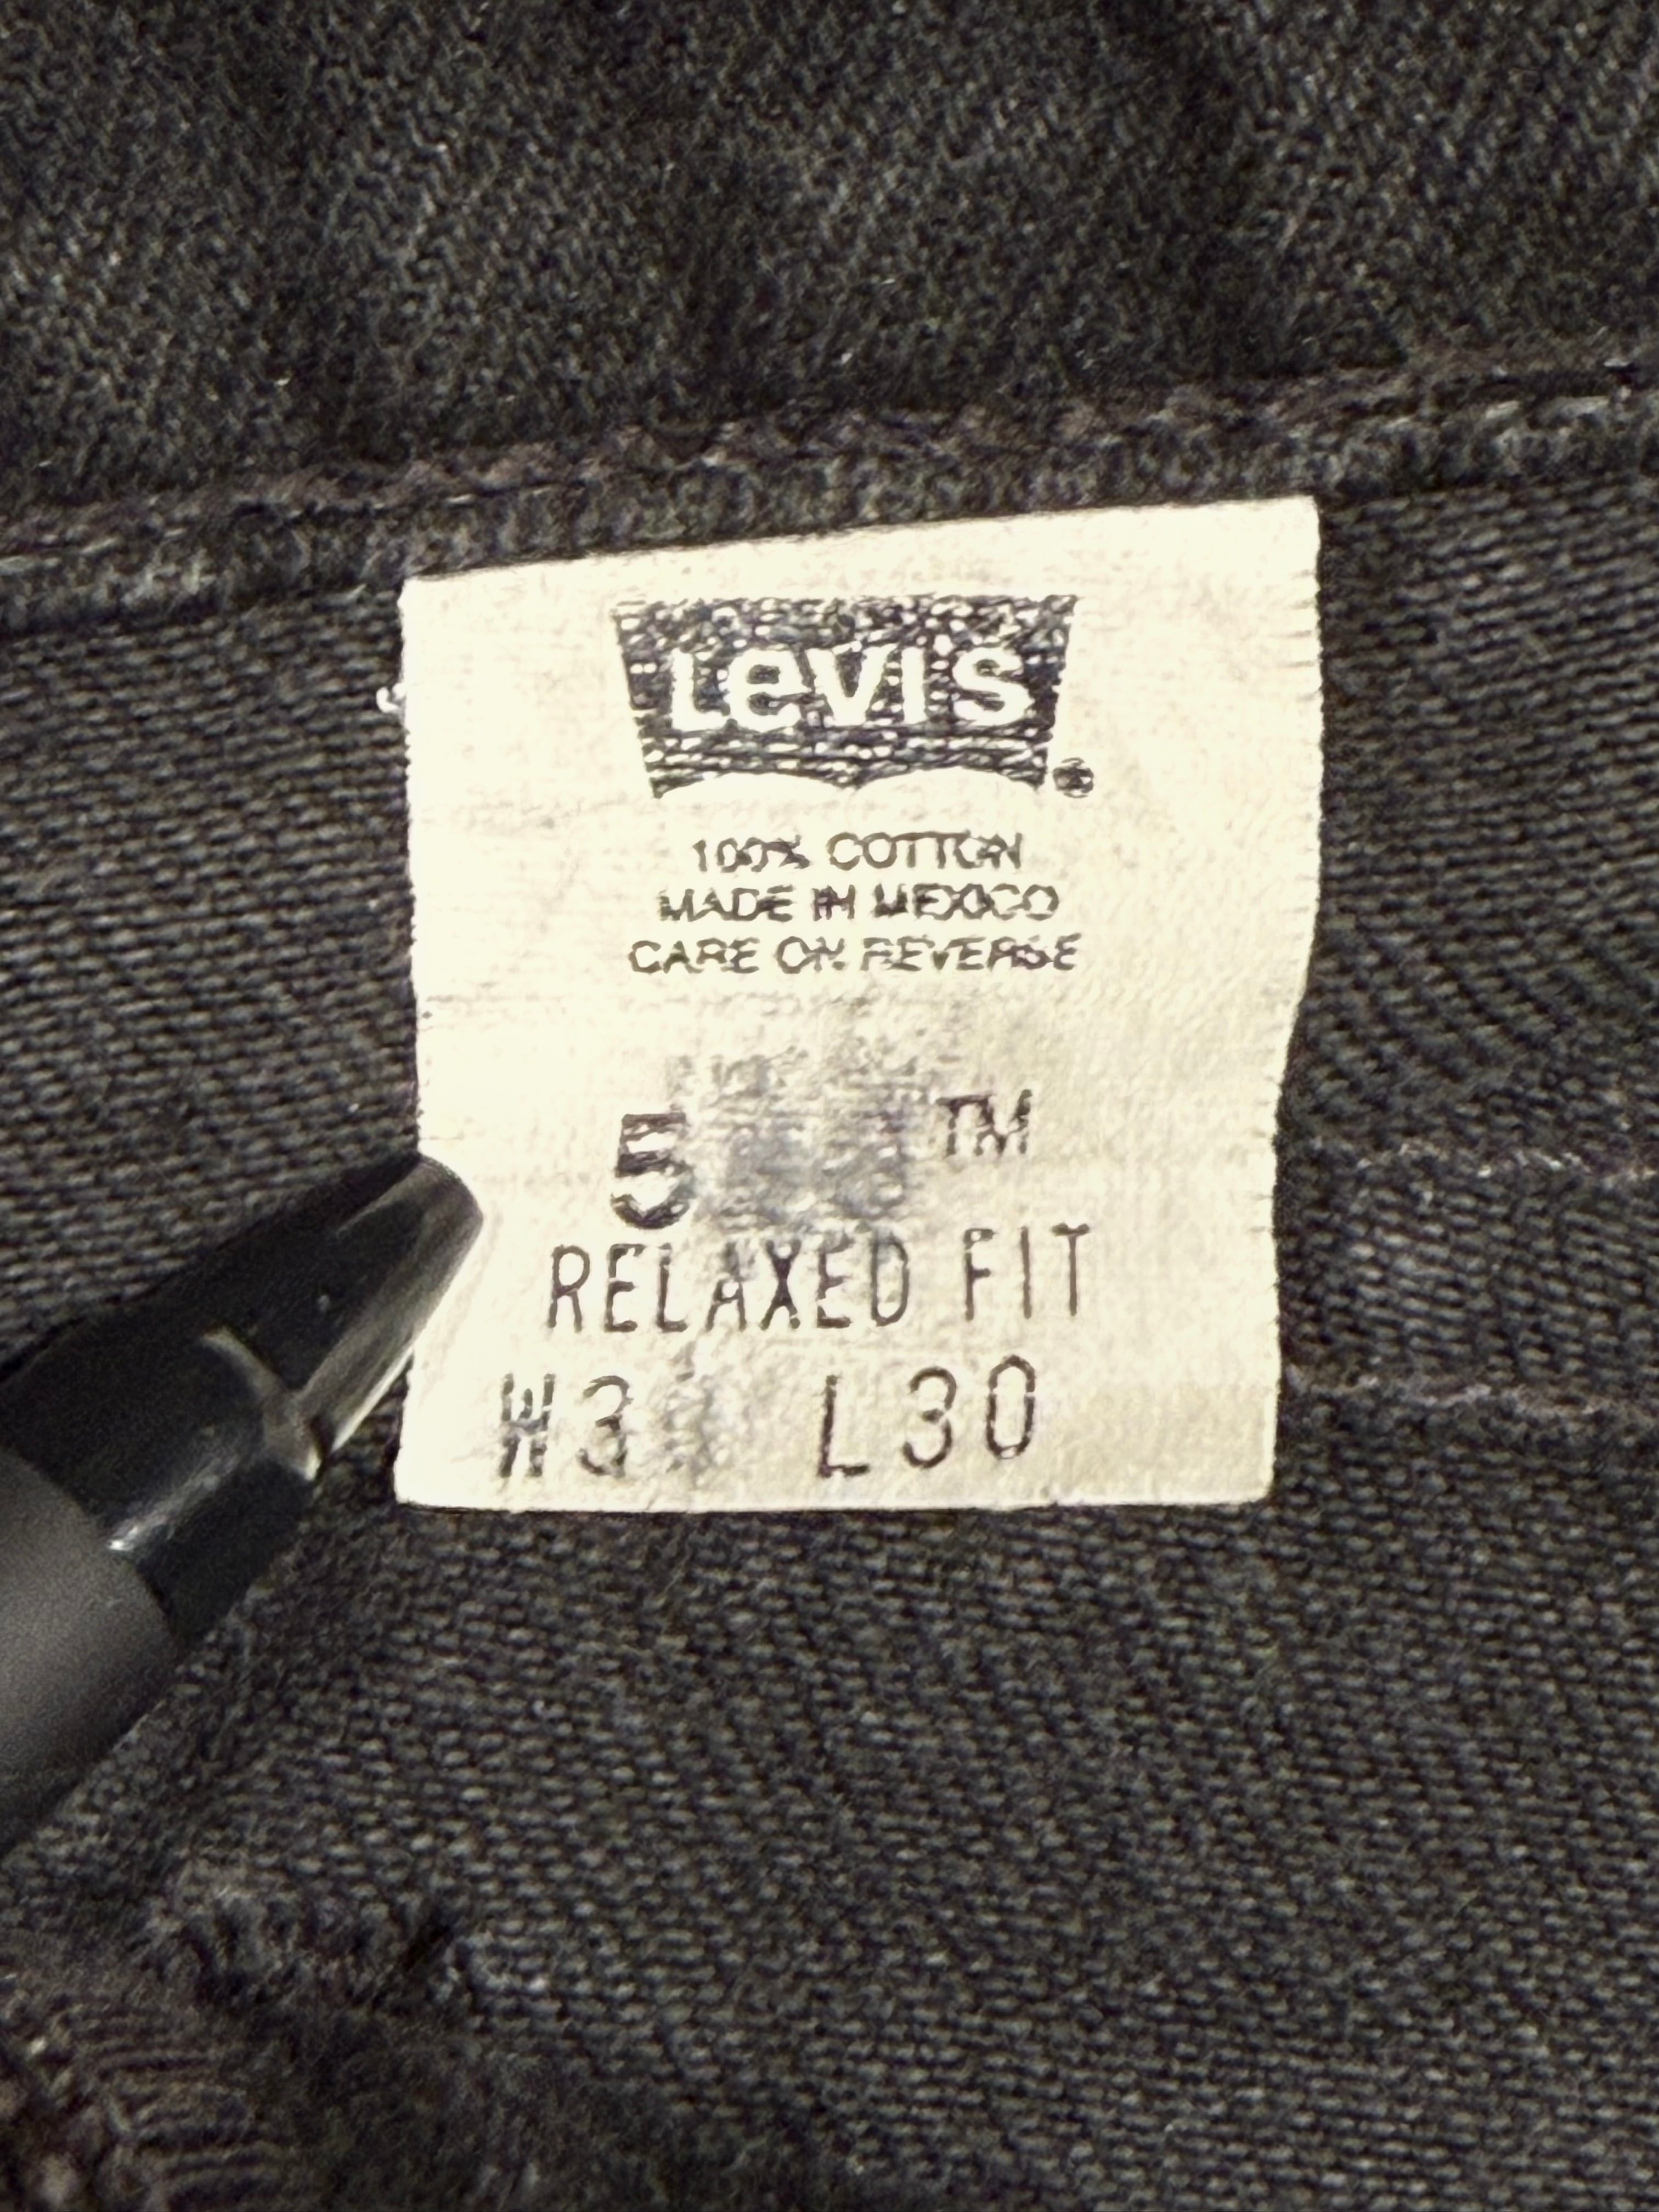 Levi's
®
100% COTTON
MADE IN MEXICO
CARE ON REVERSE
TM
RELAXED FIT
L30